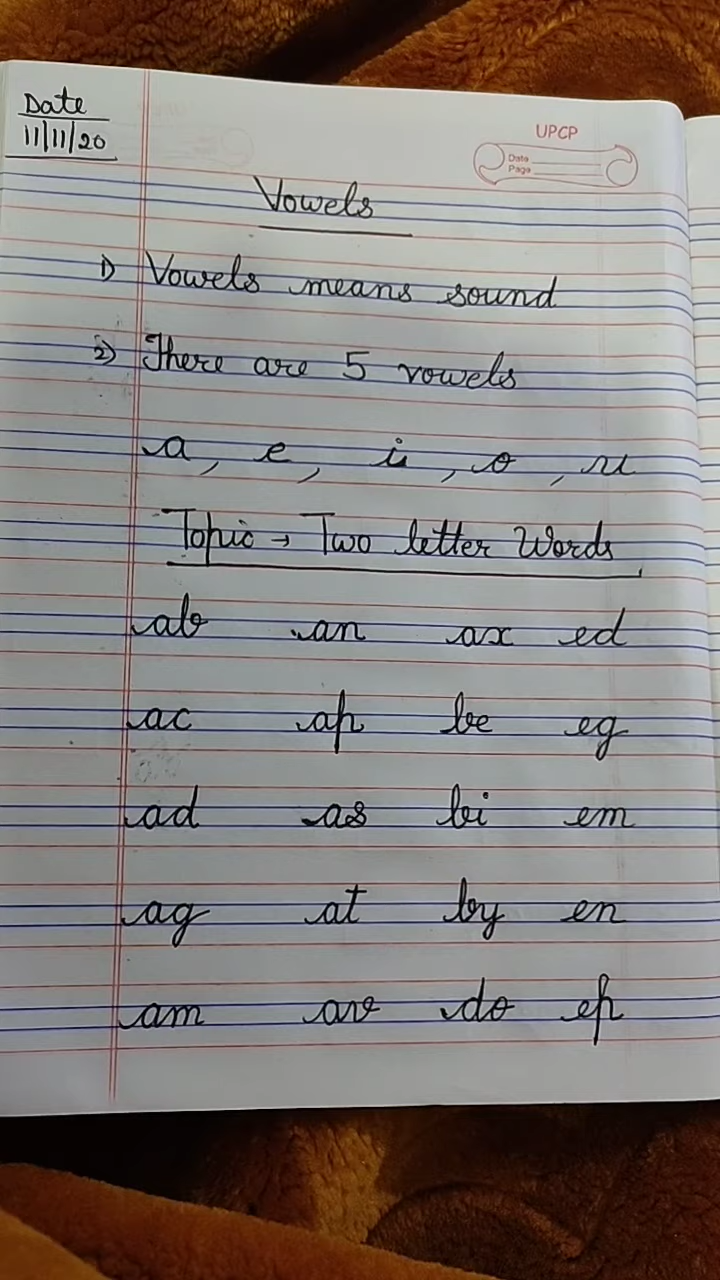 Date
11/11/20
UPCP
Date
Page
Vowels
1) Vowels means sound
2) There are 5 vowels
a, e, i, o, u
Topic → Two letter Words
ab an ax ed
ac ap be eg
ad as bi em
ag at by en
am av do ep